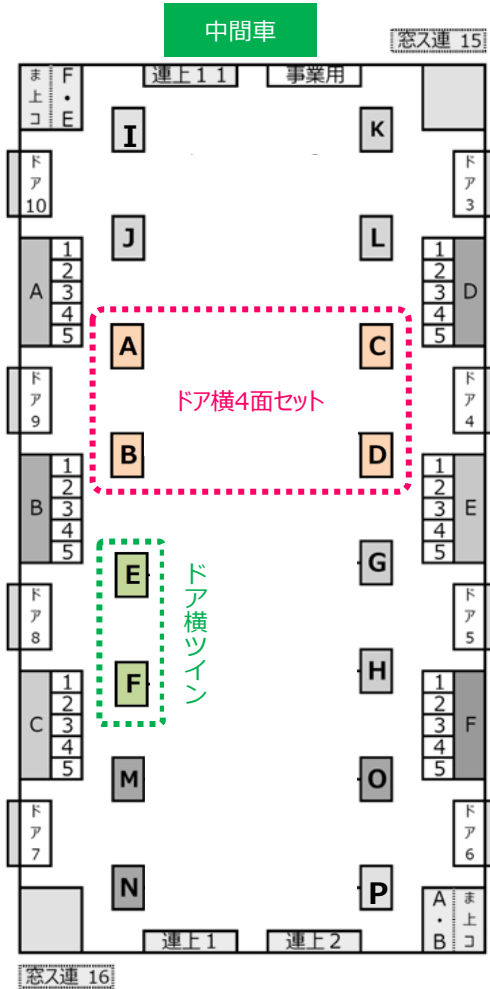 中間車
窓ス連 15
ま上コ
F・E
連上11
事業用
I
K
ドア10
ドア3
J
L
A
1
2
3
4
5
1
2
3
4
5
D
A
C
ドア横4面セット
ドア9
ドア4
B
D
B
1
2
3
4
5
1
2
3
4
5
E
E
G
ドア横ツイン
ドア8
ドア5
F
H
C
1
2
3
4
5
1
2
3
4
5
F
M
O
ドア7
ドア6
N
P
A・B
ま上コ
連上1
連上2
窓ス連 16